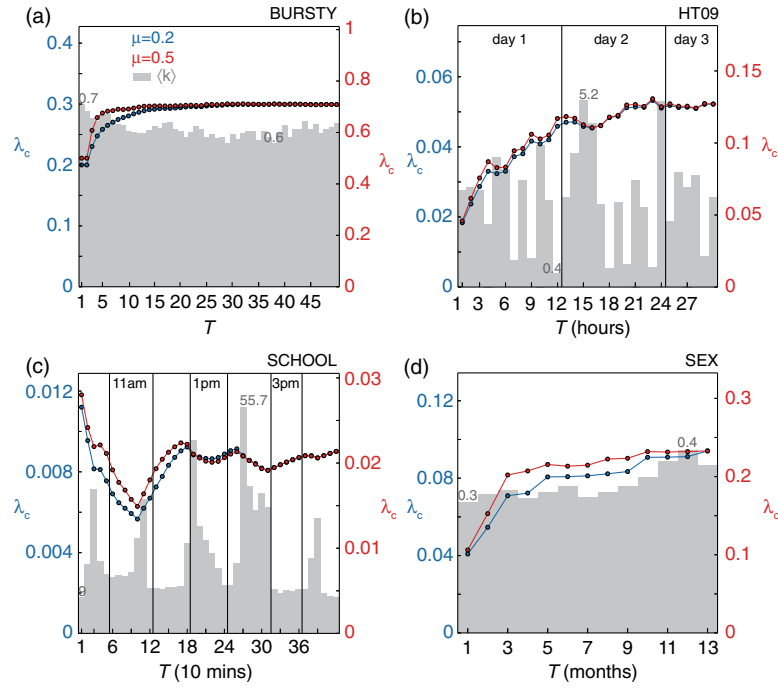 (a) BURSTY
μ=0.2
μ=0.5
⟨k⟩
0.7
0.6
0.4
0.3
0.2
0.1
0
λc
1
0.8
0.6
0.4
0.2
0
λc
1 5 10 15 20 25 30 35 40 45
T
(b) HT09
day 1 day 2 day 3
5.2
0.4
0.06
0.04
0.02
0
λc
0.15
0.10
0.05
0
λc
1 3 6 9 12 15 18 21 24 27
T (hours)
(c) SCHOOL
11am 1pm 3pm
55.7
9
0.012
0.008
0.004
0
λc
0.03
0.02
0.01
0
λc
1 6 12 18 24 30 36
T (10 mins)
(d) SEX
0.3
0.4
0.12
0.08
0.04
0
λc
0.3
0.2
0.1
0
λc
1 3 5 7 9 11 13
T (months)